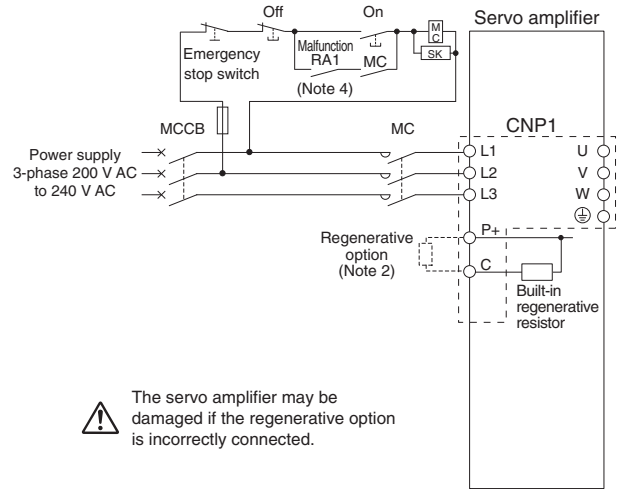 Off
On
Servo amplifier
M
C
SK
Emergency
stop switch
Malfunction
RA1
MC
(Note 4)
MCCB
MC
CNP1
Power supply
3-phase 200 V AC
to 240 V AC
L1
L2
L3
U
V
W
Regenerative
option
(Note 2)
P+
C
Built-in
regenerative
resistor
The servo amplifier may be
damaged if the regenerative option
is incorrectly connected.